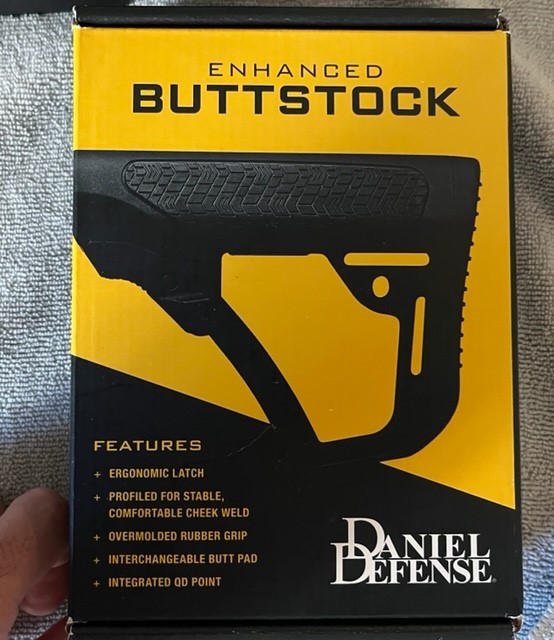 ENHANCED
BUTTSTOCK
FEATURES
+ ERGONOMIC LATCH
+ PROFILED FOR STABLE,
COMFORTABLE CHEEK WELD
+ OVERMOLDED RUBBER GRIP
+ INTERCHANGEABLE BUTT PAD
+ INTEGRATED QD POINT
DANIEL
DEFENSE®